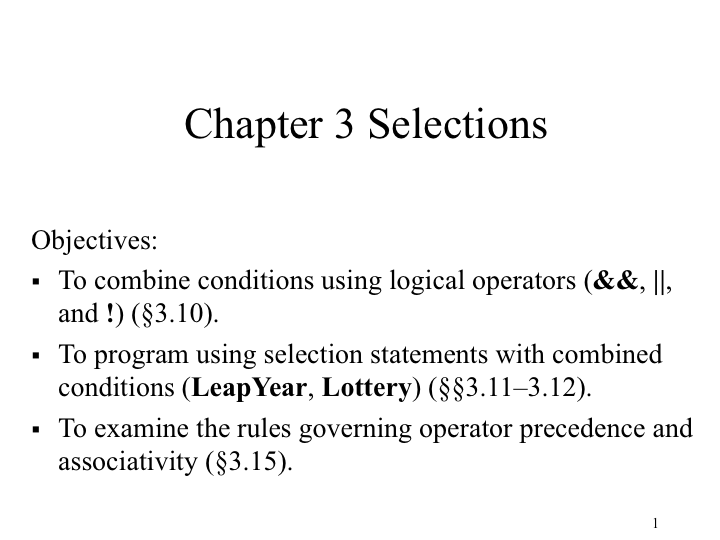 Chapter 3 Selections
Objectives:
▪ To combine conditions using logical operators (&&, ||,
and !) (§3.10).
▪ To program using selection statements with combined
conditions (LeapYear, Lottery) (§§3.11–3.12).
▪ To examine the rules governing operator precedence and
associativity (§3.15).
1